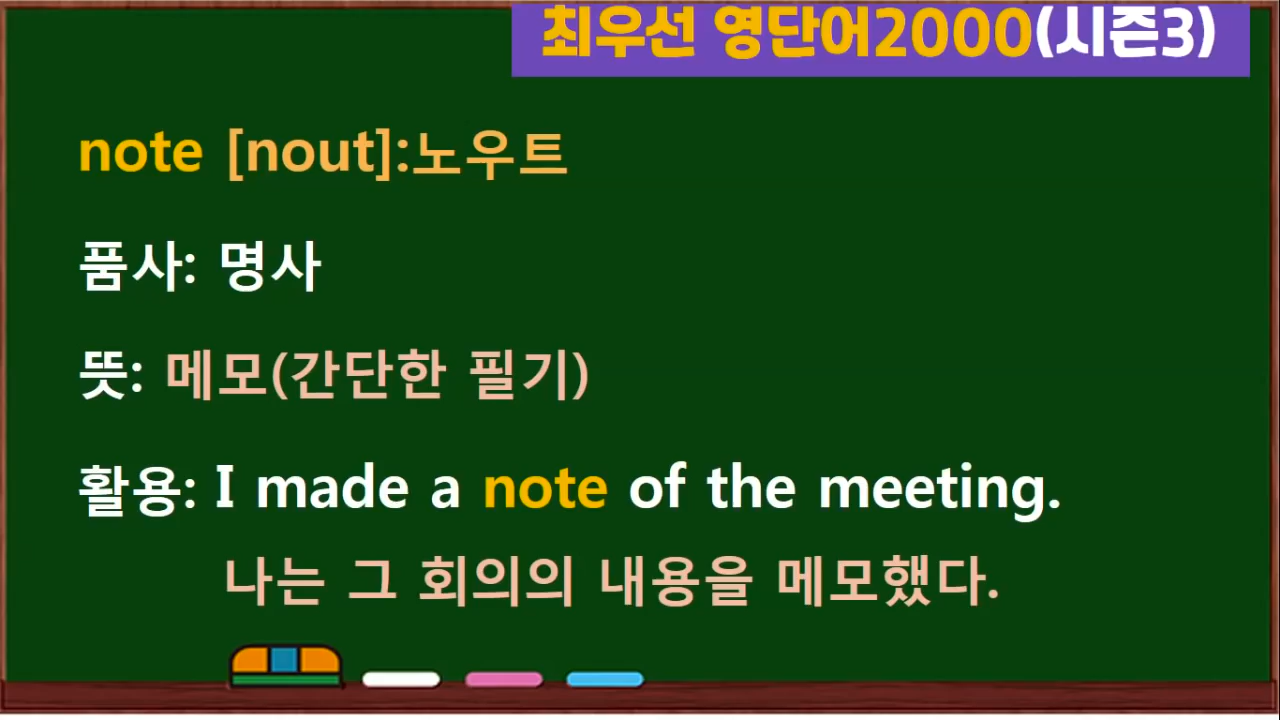 최우선 영단어2000(시즌3)
note [nout]:노우트
품사: 명사
뜻: 메모(간단한 필기)
활용: I made a note of the meeting.
나는 그 회의의 내용을 메모했다.